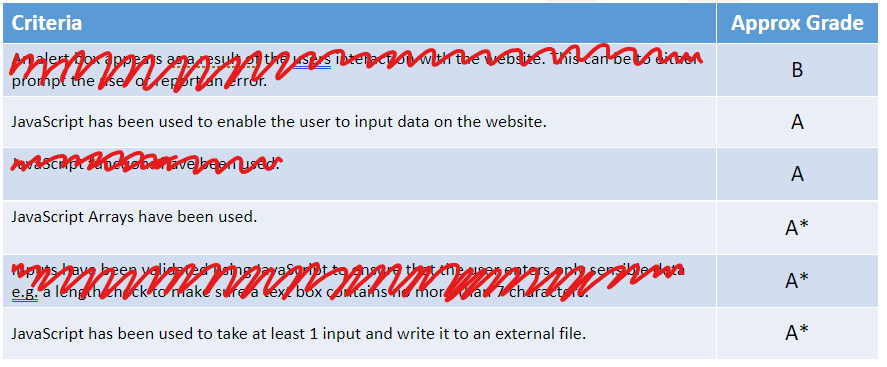 Criteria Approx Grade
An alert box appears as a result of the users interaction with the website. This can be to either
prompt the user or report an error.
B
JavaScript has been used to enable the user to input data on the website. A
JavaScript functions have been used. A
JavaScript Arrays have been used. A*
Inputs have been validated using JavaScript to ensure that the user enters only sensible data
e.g. a length check to make sure a text box contains no more than 7 characters.
A*
JavaScript has been used to take at least 1 input and write it to an external file. A*